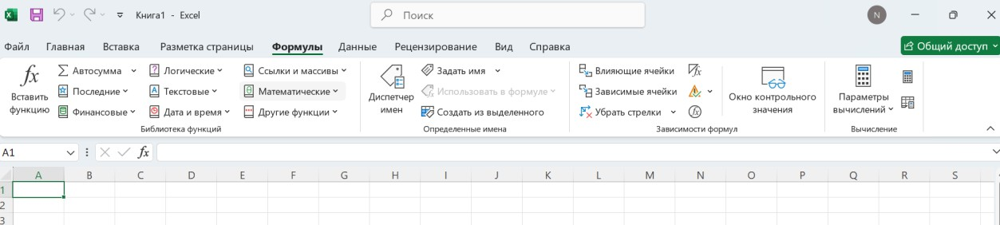 Книга1 - Excel
Поиск
N
Файл Главная Вставка Разметка страницы Формулы Данные Рецензирование Вид Справка
Общий доступ
fx
Вставить функцию
Автосумма
Последние
Финансовые
Логические
Текстовые
Дата и время
Ссылки и массивы
Математические
Другие функции
Библиотека функций
Диспетчер имен
Задать имя
Использовать в формуле
Создать из выделенного
Определенные имена
Влияющие ячейки
Зависимые ячейки
Убрать стрелки
Окно контрольного значения
Зависимости формул
Параметры вычислений
Вычисление
A1
fx
A B C D E F G H I J K L M N O P Q R S
1
2
3